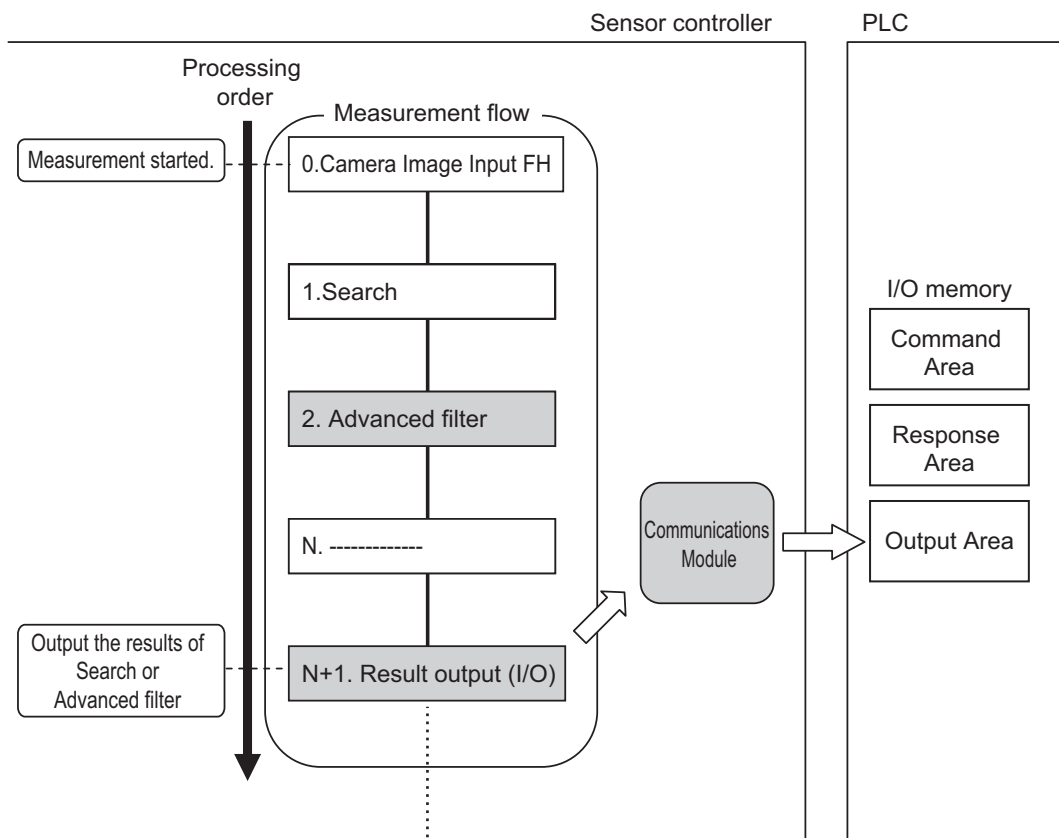 Sensor controller
PLC
Processing
order
Measurement flow
Measurement started.
0.Camera Image Input FH
1.Search
I/O memory
Command
Area
2. Advanced filter
Response
Area
Communications
Module
N. -------------
Output Area
Output the results of
Search or
Advanced filter
N+1. Result output (I/O)